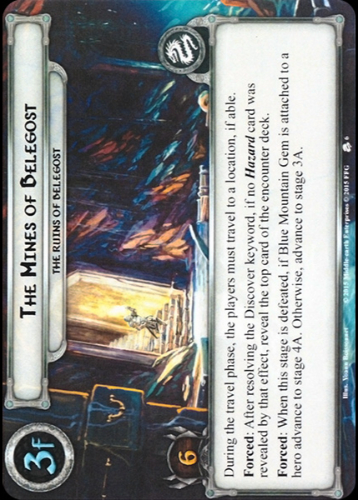 3f
THE MINES OF BELEGOST
THE RUINS OF BELEGOST
6
During the travel phase, the players must travel to a location, if able.
Forced: After resolving the Discover keyword, if no Hazard card was
revealed by that effect, reveal the top card of the encounter deck.
Forced: When this stage is defeated, if Blue Mountain Gem is attached to a
hero advance to stage 4A. Otherwise, advance to stage 3A.
Illus. © 2015 Middle-earth Enterprises © 2015 FFG 6